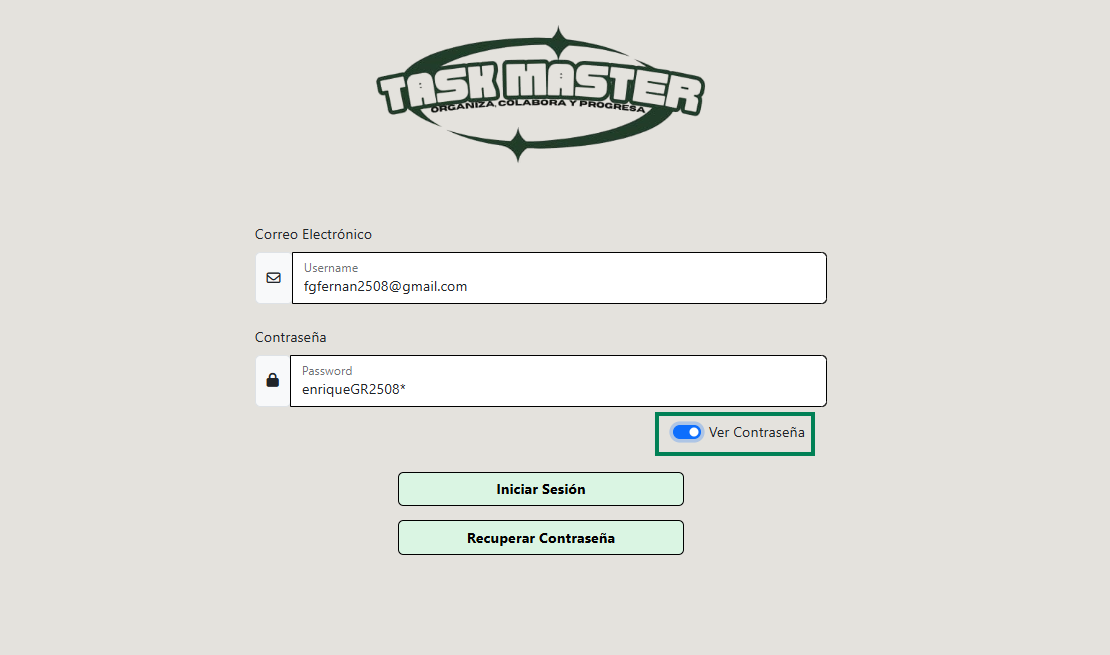 TASK MASTER
ORGANIZA, COLABORA Y PROGRESA
Correo Electrónico
Username
fgfernan2508@gmail.com
Contraseña
Password
enriqueGR2508*
Ver Contraseña
Iniciar Sesión
Recuperar Contraseña